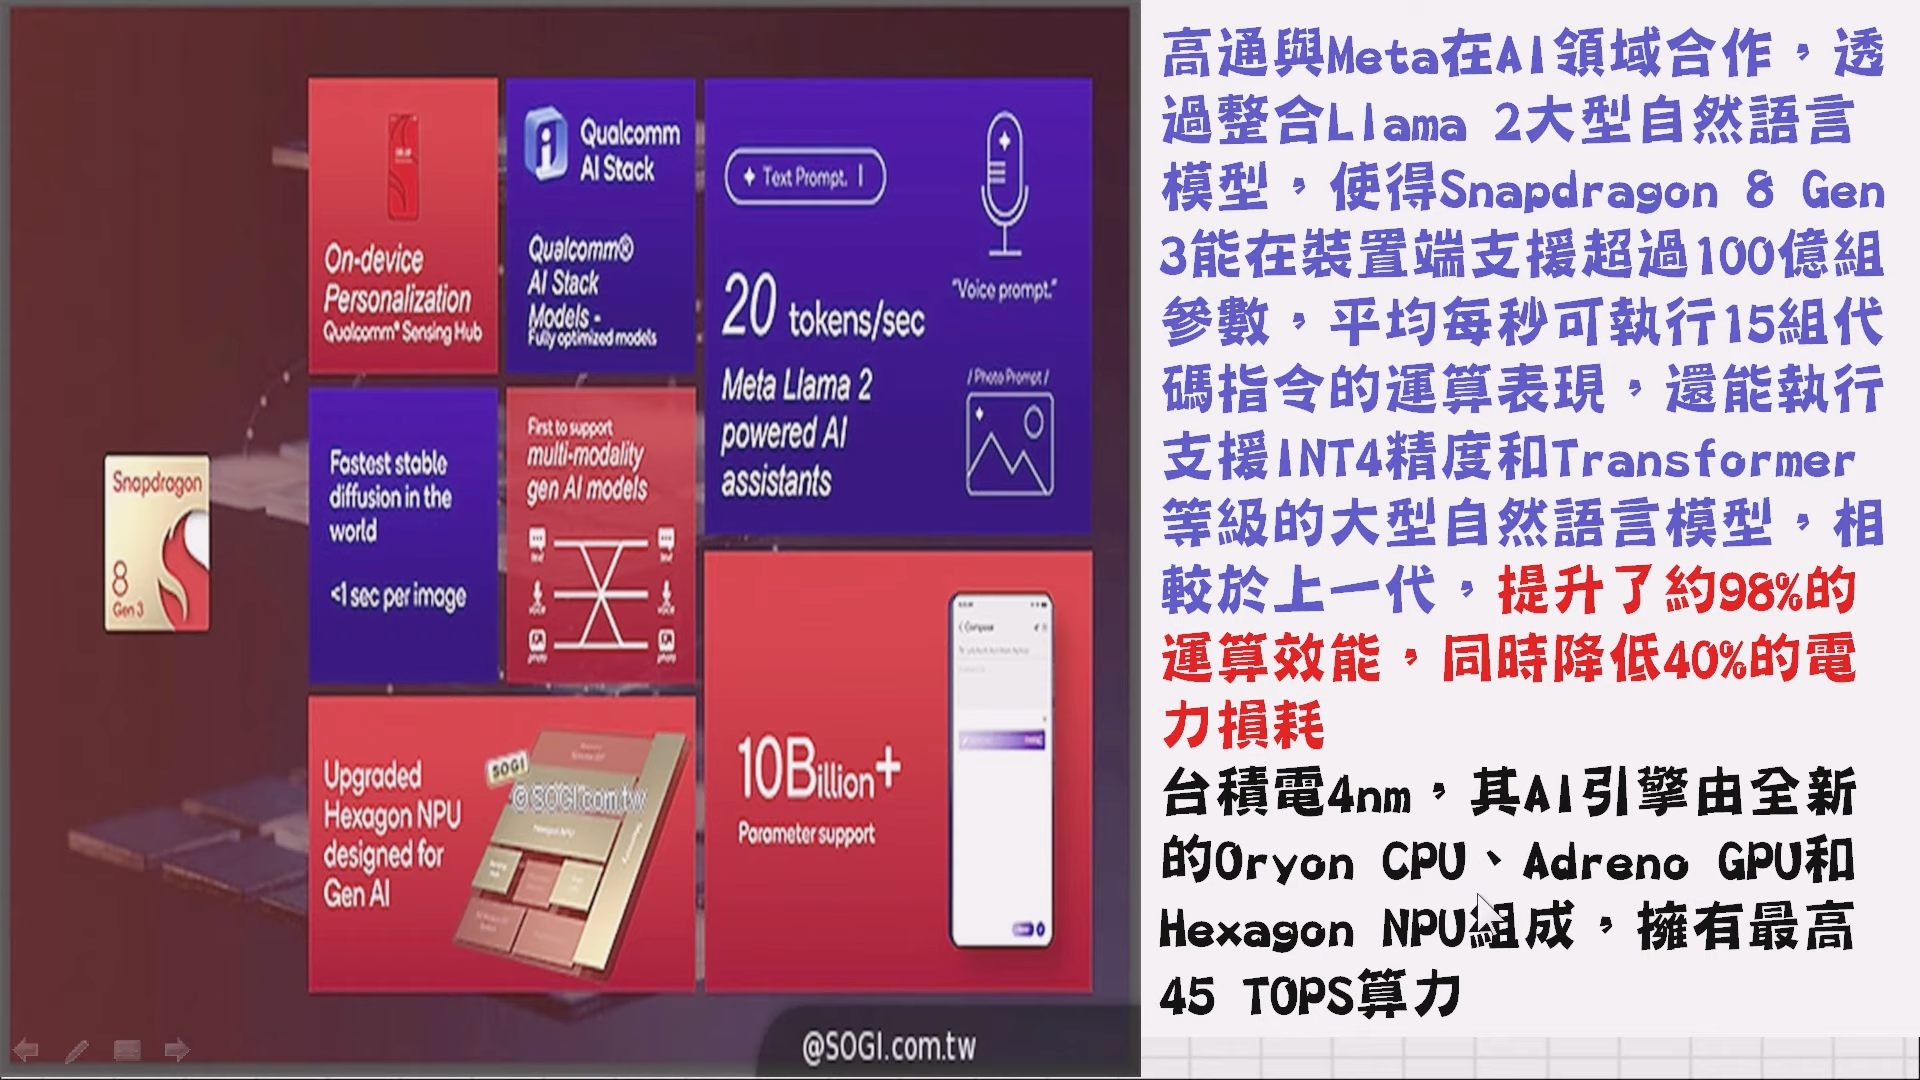 On-device
Personalization
Qualcomm® Sensing Hub
Qualcomm
AI Stack
Qualcomm®
AI Stack
Models -
Fully optimized models
Text Prompt.
20 tokens/sec
Meta Llama 2
powered AI
assistants
"Voice prompt."
/ Photo Prompt /
Fastest stable
diffusion in the
world
<1 sec per image
First to support
multi-modality
gen AI models
Snapdragon
8
Gen 3
Upgraded
Hexagon NPU
designed for
Gen AI
SOGI
© SOGI.com.tw
10Billion+
Parameter support
Compose
@SOGI.com.tw
高通與Meta在AI領域合作，透
過整合Llama 2大型自然語言
模型，使得Snapdragon 8 Gen
3能在裝置端支援超過100億組
參數，平均每秒可執行15組代
碼指令的運算表現，還能執行
支援INT4精度和Transformer
等級的大型自然語言模型，相
較於上一代，提升了約98%的
運算效能，同時降低40%的電
力損耗
台積電4nm，其AI引擎由全新
的Oryon CPU、Adreno GPU和
Hexagon NPU組成，擁有最高
45 TOPS算力